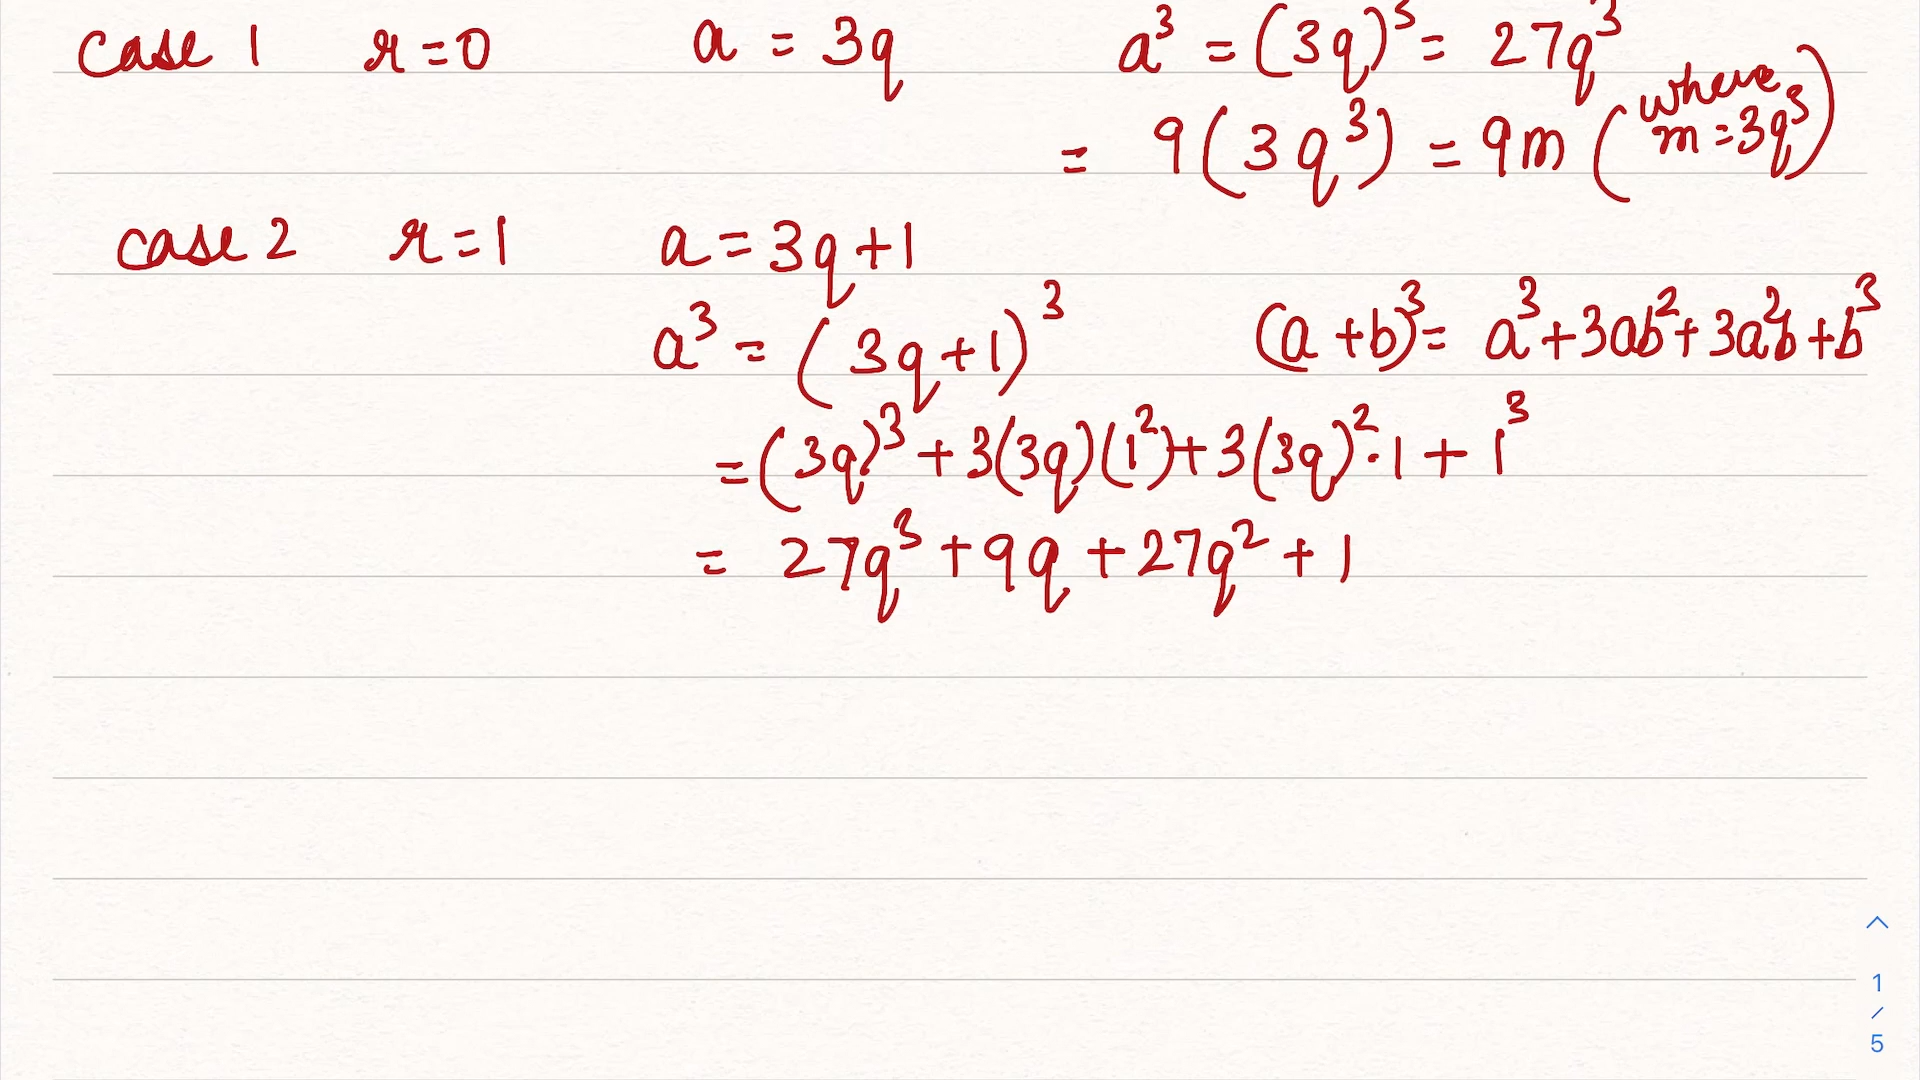 case 1 r=0 a = 3q a³ = (3q)³ = 27q³
= 9(3q³) = 9m (where m=3q³)
case 2 r=1 a=3q+1
a³ = (3q+1)³ (a+b)³= a³+3ab²+3a²b+b³
=(3q)³+3(3q)(1²)+3(3q)²·1+1³
= 27q³+9q+27q²+1
1
/
5